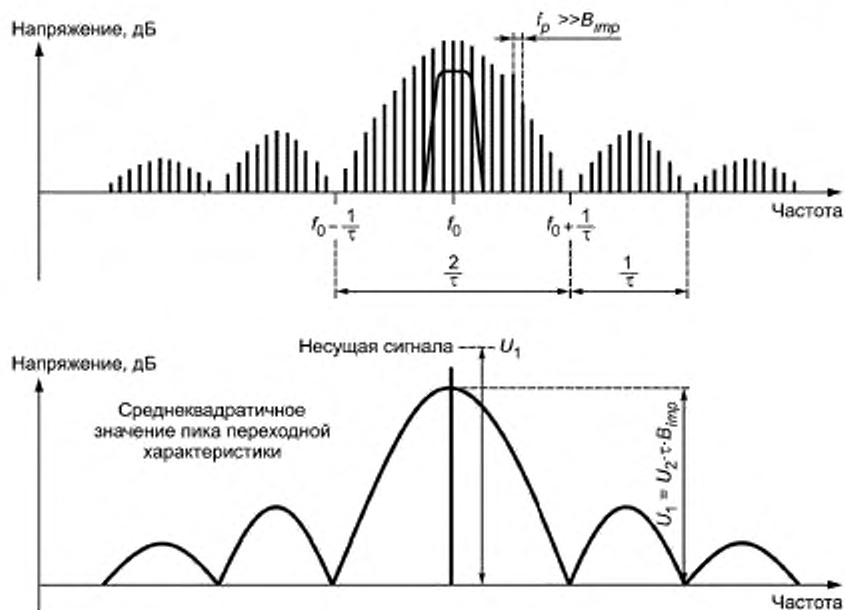 Напряжение, дБ
f_p >>B_imp
Частота
f_0 - 1/τ
f_0
f_0 + 1/τ
2/τ
1/τ
Несущая сигнала U_1
Напряжение, дБ
Среднеквадратичное
значение пика переходной
характеристики
U_1 = U_2·τ·B_imp
Частота